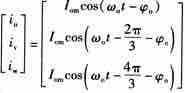 [i_u i_v i_w] = [I_om cos(ω_o t − φ_o)
I_om cos(ω_o t − 2π/3 − φ_o)
I_om cos(ω_o t − 4π/3 − φ_o)]